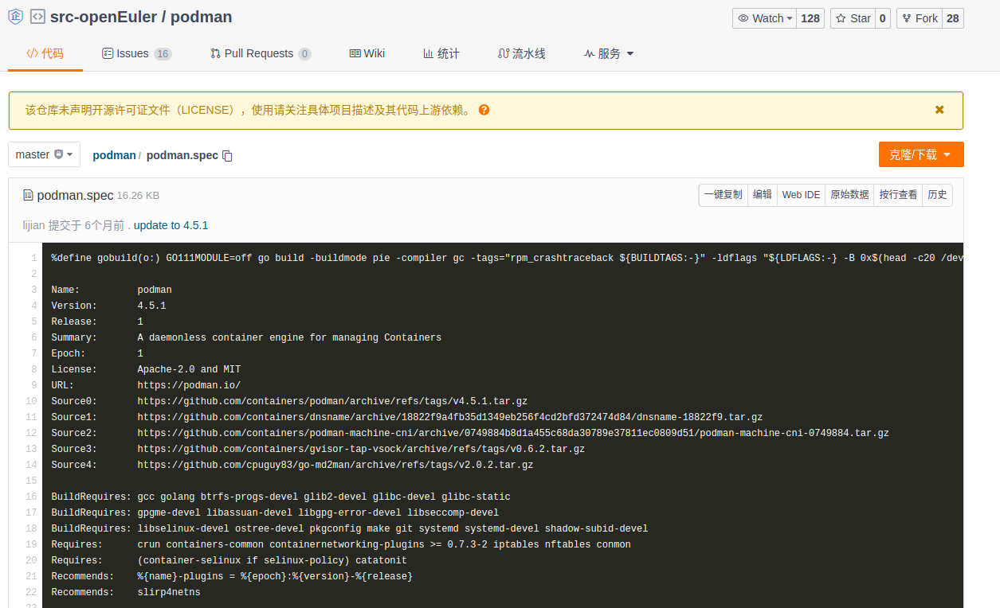 企 src-openEuler / podman
Watch 128 Star 0 Fork 28
代码 Issues 16 Pull Requests 0 Wiki 统计 流水线 服务
该仓库未声明开源许可证文件（LICENSE），使用请关注具体项目描述及其代码上游依赖。 ?
master podman / podman.spec 克隆/下载
podman.spec 16.26 KB 一键复制 编辑 Web IDE 原始数据 按行查看 历史
lijian 提交于 6个月前 . update to 4.5.1
1 %define gobuild(o:) GO111MODULE=off go build -buildmode pie -compiler gc -tags="rpm_crashtraceback ${BUILDTAGS:-}" -ldflags "${LDFLAGS:-} -B 0x$(head -c20 /dev
2
3 Name: podman
4 Version: 4.5.1
5 Release: 1
6 Summary: A daemonless container engine for managing Containers
7 Epoch: 1
8 License: Apache-2.0 and MIT
9 URL: https://podman.io/
10 Source0: https://github.com/containers/podman/archive/refs/tags/v4.5.1.tar.gz
11 Source1: https://github.com/containers/dnsname/archive/18822f9a4fb35d1349eb256f4cd2bfd372474d84/dnsname-18822f9.tar.gz
12 Source2: https://github.com/containers/podman-machine-cni/archive/0749884b8d1a455c68da30789e37811ec0809d51/podman-machine-cni-0749884.tar.gz
13 Source3: https://github.com/containers/gvisor-tap-vsock/archive/refs/tags/v0.6.2.tar.gz
14 Source4: https://github.com/cpuguy83/go-md2man/archive/refs/tags/v2.0.2.tar.gz
15
16 BuildRequires: gcc golang btrfs-progs-devel glib2-devel glibc-devel glibc-static
17 BuildRequires: gpgme-devel libassuan-devel libgpg-error-devel libseccomp-devel
18 BuildRequires: libselinux-devel ostree-devel pkgconfig make git systemd systemd-devel shadow-subid-devel
19 Requires: crun containers-common containernetworking-plugins >= 0.7.3-2 iptables nftables conmon
20 Requires: (container-selinux if selinux-policy) catatonit
21 Recommends: %{name}-plugins = %{epoch}:%{version}-%{release}
22 Recommends: slirp4netns
23